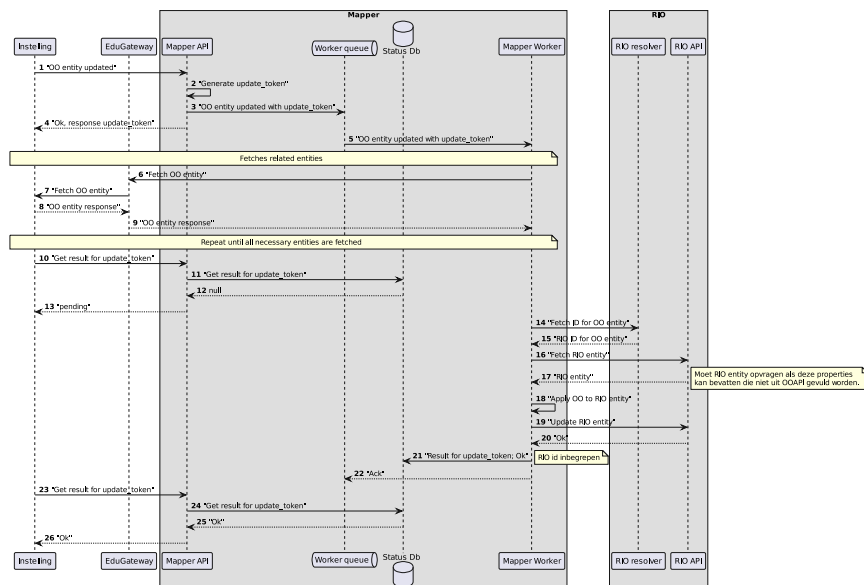 Mapper
RIO
Instelling
EduGateway
Mapper API
Worker queue
Status Db
Mapper Worker
RIO resolver
RIO API
1 "OO entity updated"
2 "Generate update_token"
3 "OO entity updated with update_token"
4 "Ok, response update_token"
5 "OO entity updated with update_token"
Fetches related entities
6 "Fetch OO entity"
7 "Fetch OO entity"
8 "OO entity response"
9 "OO entity response"
Repeat until all necessary entities are fetched
10 "Get result for update_token"
11 "Get result for update_token"
12 null
13 "pending"
14 "Fetch ID for OO entity"
15 "RIO ID for OO entity"
16 "Fetch RIO entity"
17 "RIO entity"
Moet RIO entity opvragen als deze properties
kan bevatten die niet uit OOAPI gevuld worden.
18 "Apply OO to RIO entity"
19 "Update RIO entity"
20 "Ok"
21 "Result for update_token; Ok"
RIO id inbegrepen
22 "Ack"
23 "Get result for update_token"
24 "Get result for update_token"
25 "Ok"
26 "Ok"
Instelling
EduGateway
Mapper API
Worker queue
Status Db
Mapper Worker
RIO resolver
RIO API